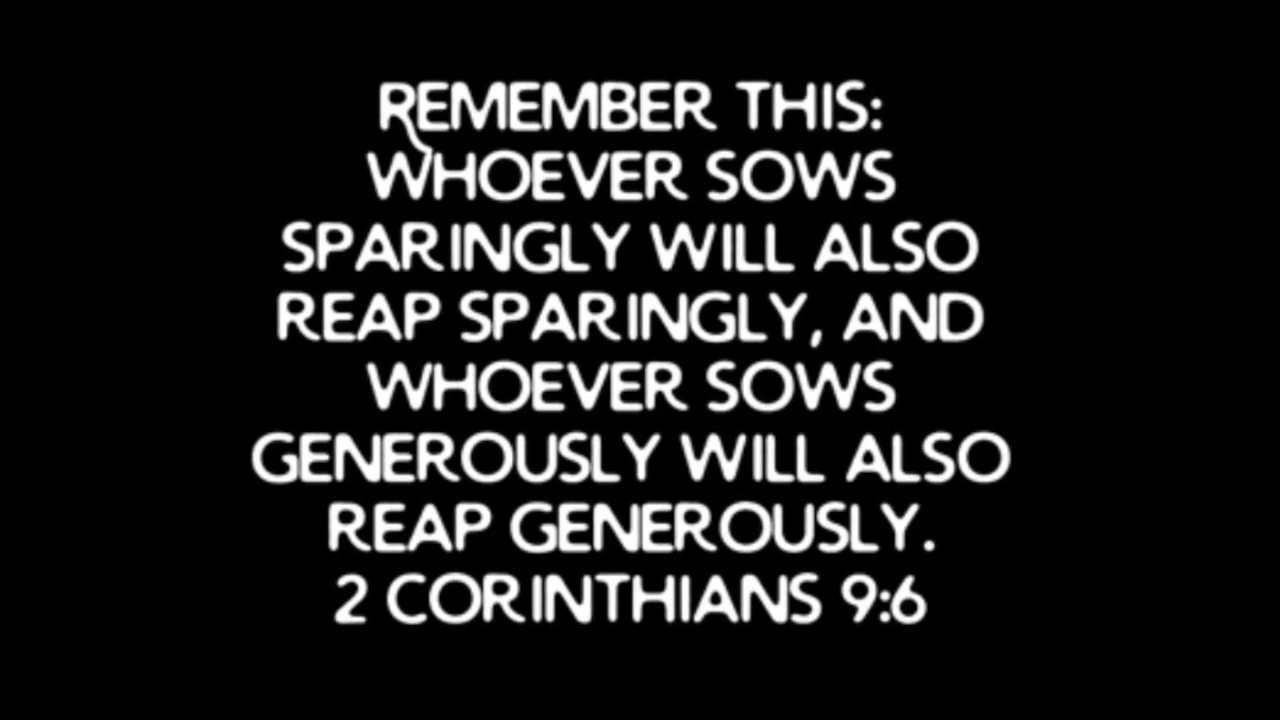 REMEMBER THIS:
WHOEVER SOWS
SPARINGLY WILL ALSO
REAP SPARINGLY, AND
WHOEVER SOWS
GENEROUSLY WILL ALSO
REAP GENEROUSLY.
2 CORINTHIANS 9:6